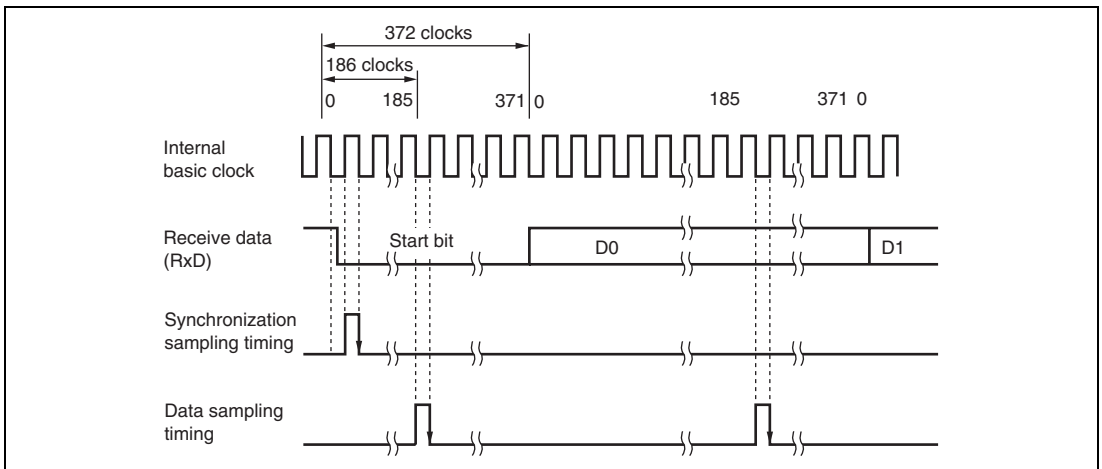 372 clocks
186 clocks
0 185 371 0 185 371 0
Internal
basic clock
Receive data
(RxD)
Start bit D0 D1
Synchronization
sampling timing
Data sampling
timing